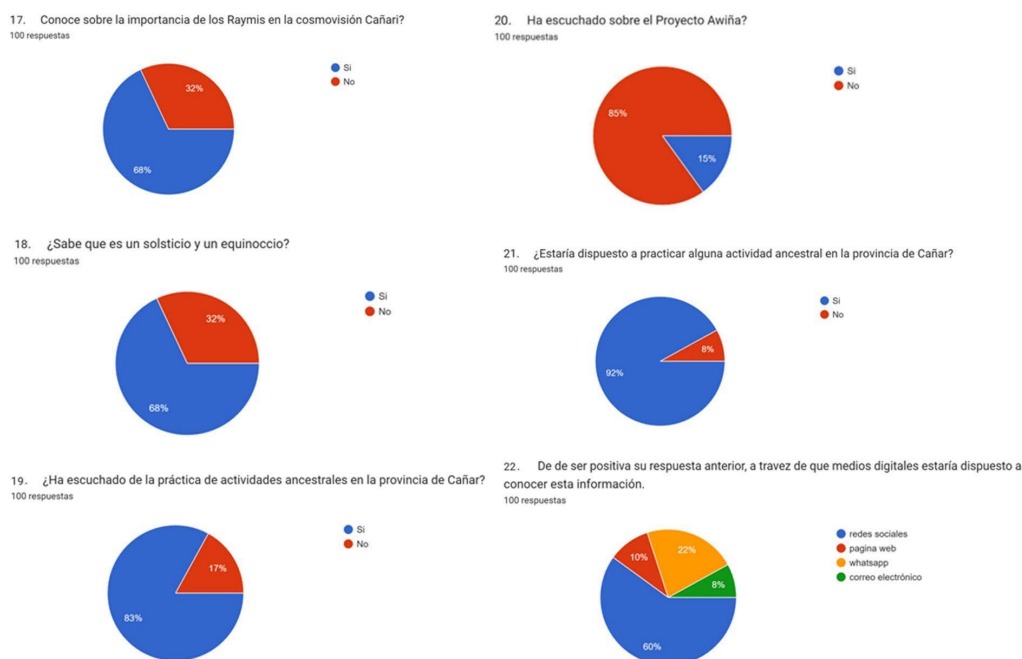 17. Conoce sobre la importancia de los Raymis en la cosmovisión Cañari?
100 respuestas
Si
No
32%
68%
18. ¿Sabe que es un solsticio y un equinoccio?
100 respuestas
Si
No
32%
68%
19. ¿Ha escuchado de la práctica de actividades ancestrales en la provincia de Cañar?
100 respuestas
Si
No
17%
83%
20. Ha escuchado sobre el Proyecto Awiña?
100 respuestas
Si
No
85%
15%
21. ¿Estaría dispuesto a practicar alguna actividad ancestral en la provincia de Cañar?
100 respuestas
Si
No
8%
92%
22. De de ser positiva su respuesta anterior, a travez de que medios digitales estaría dispuesto a
conocer esta información.
100 respuestas
redes sociales
pagina web
whatsapp
correo electrónico
22%
10%
8%
60%